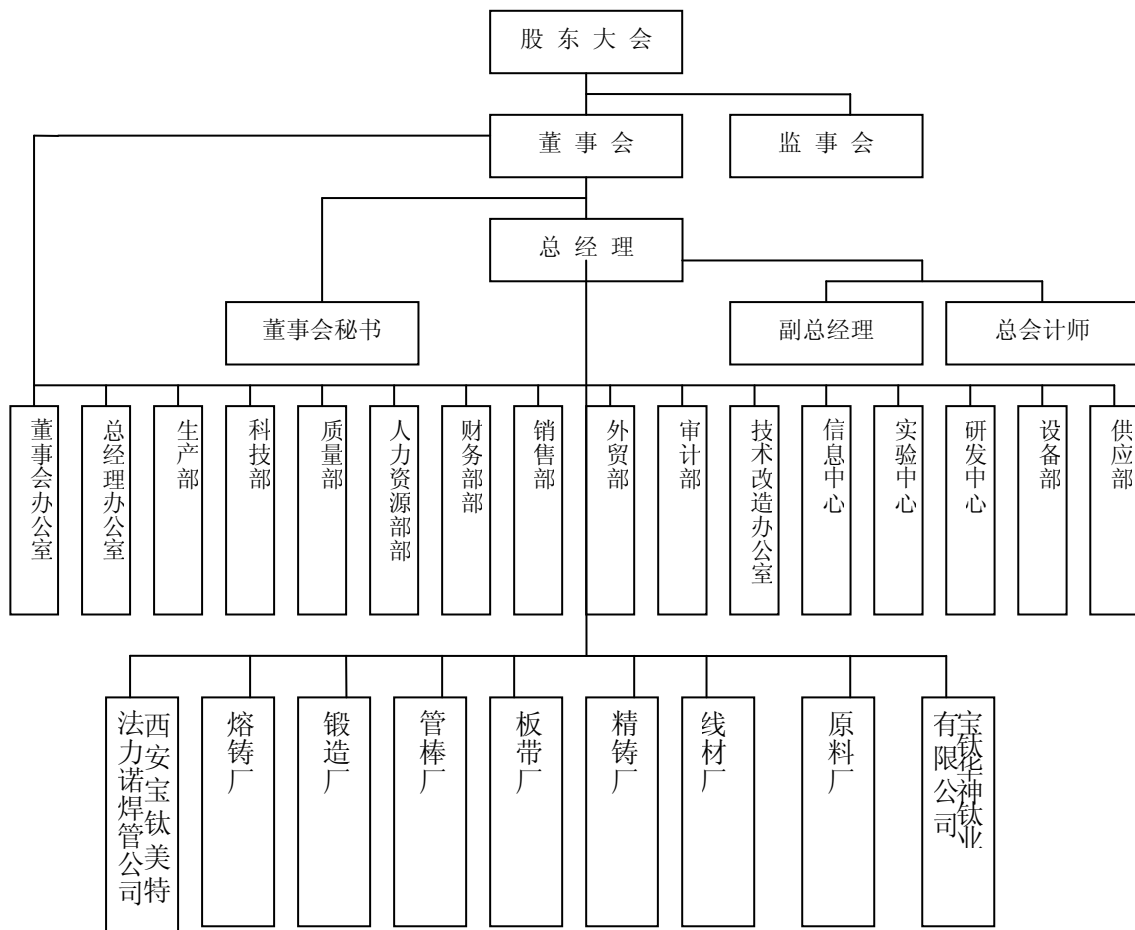 股 东 大 会
董 事 会
监 事 会
总 经 理
董事会秘书
副总经理
总会计师
董事会办公室
总经理办公室
生产部
科技部
质量部
人力资源部部
财务部部
销售部
外贸部
审计部
技术改造办公室
信息中心
实验中心
研发中心
设备部
供应部
西安宝钛美特
法力诺焊管公司
熔铸厂
锻造厂
管棒厂
板带厂
精铸厂
线材厂
原料厂
宝钛华神钛业
有限公司